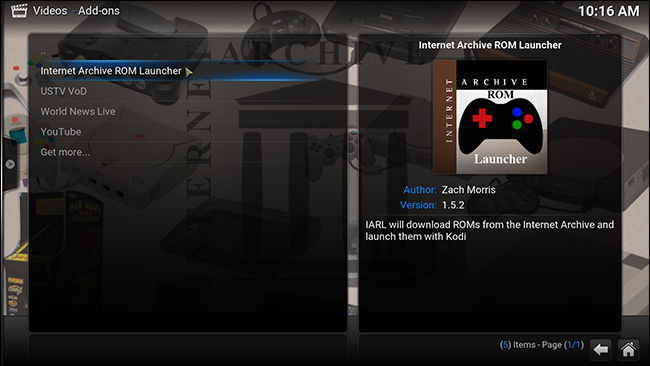 Videos · Add-ons
10:16 AM
..
Internet Archive ROM Launcher
USTV VoD
World News Live
YouTube
Get more...
INTERNET
ARCHIVE
Internet Archive ROM Launcher
INTERNET
ARCHIVE
ROM
Launcher
Author: Zach Morris
Version: 1.5.2
IARL will download ROMs from the Internet Archive and
launch them with Kodi
(5) Items - Page (1/1)